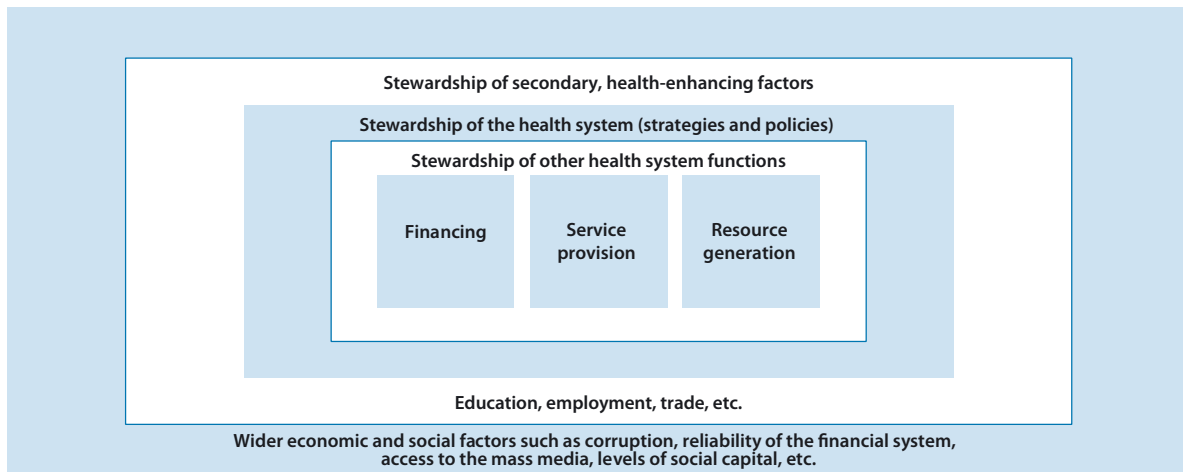 Stewardship of secondary, health-enhancing factors
Stewardship of the health system (strategies and policies)
Stewardship of other health system functions
Financing
Service
provision
Resource
generation
Education, employment, trade, etc.
Wider economic and social factors such as corruption, reliability of the financial system,
access to the mass media, levels of social capital, etc.